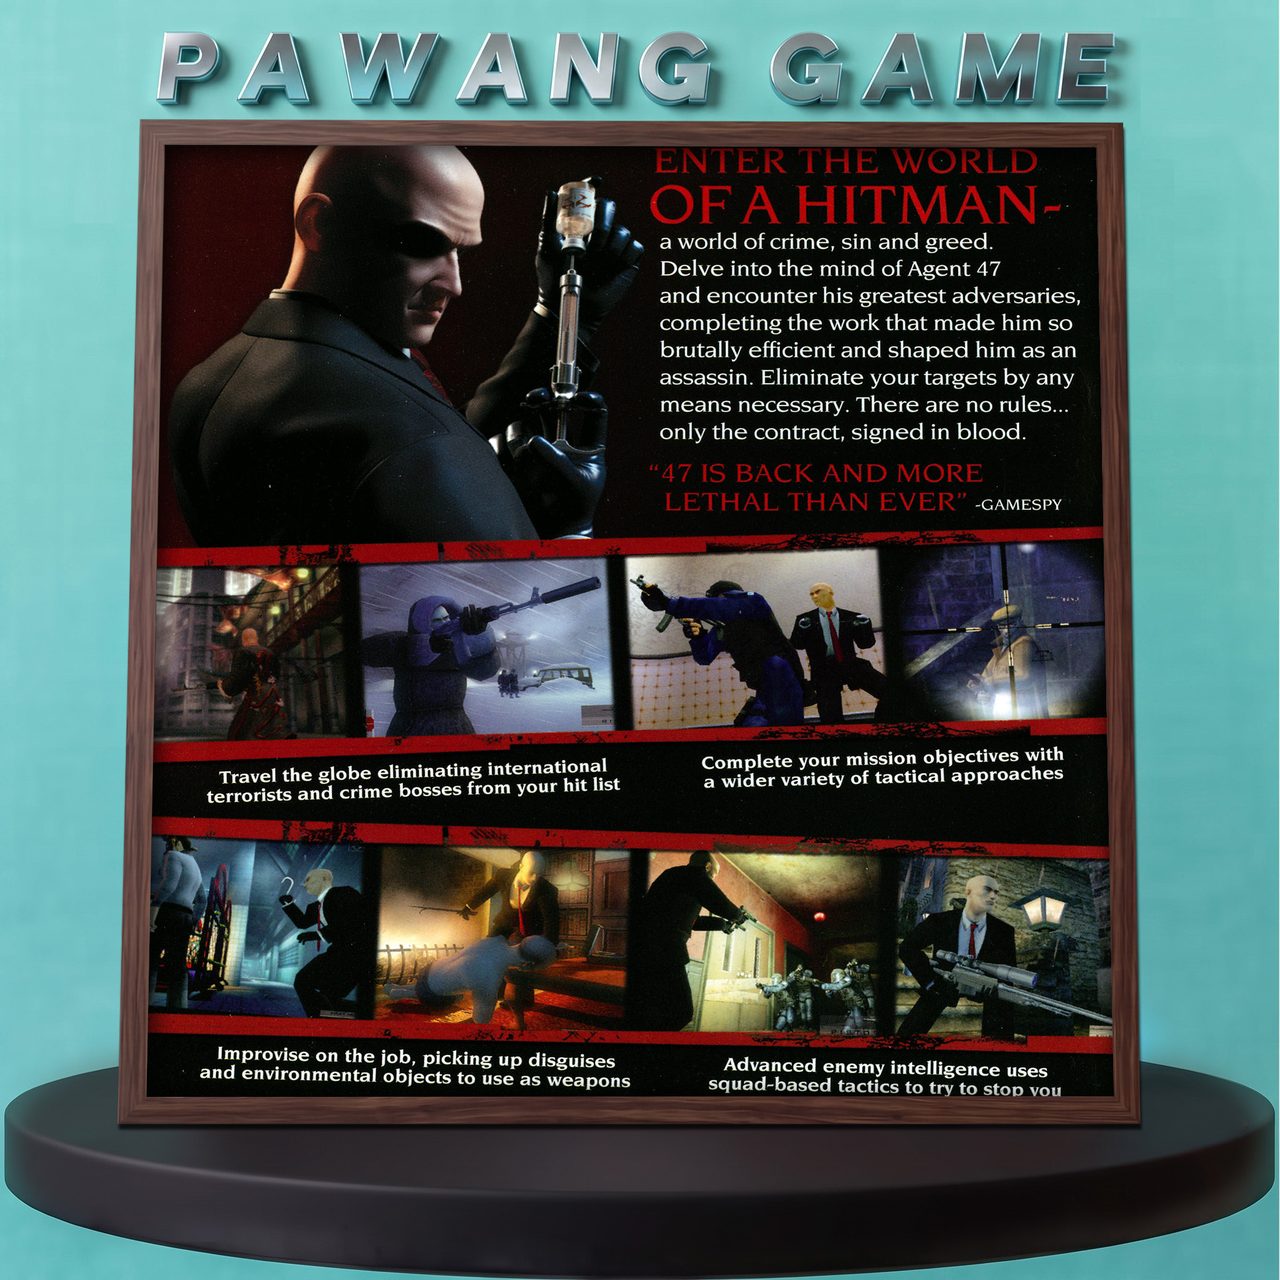 PAWANG GAME
ENTER THE WORLD
OF A HITMAN-
a world of crime, sin and greed.
Delve into the mind of Agent 47
and encounter his greatest adversaries,
completing the work that made him so
brutally efficient and shaped him as an
assassin. Eliminate your targets by any
means necessary. There are no rules...
only the contract, signed in blood.
“47 IS BACK AND MORE
LETHAL THAN EVER” -GAMESPY
Travel the globe eliminating international
terrorists and crime bosses from your hit list
Complete your mission objectives with
a wider variety of tactical approaches
Improvise on the job, picking up disguises
and environmental objects to use as weapons
Advanced enemy intelligence uses
squad-based tactics to try to stop you